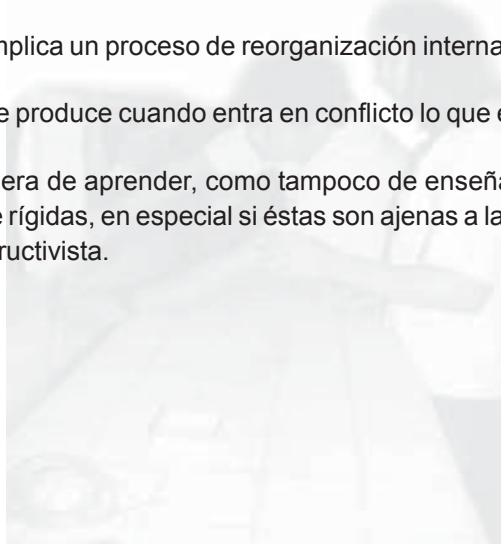 mplica un proceso de reorganización interna
e produce cuando entra en conflicto lo que e
era de aprender, como tampoco de enseña
e rígidas, en especial si éstas son ajenas a la
ructivista.